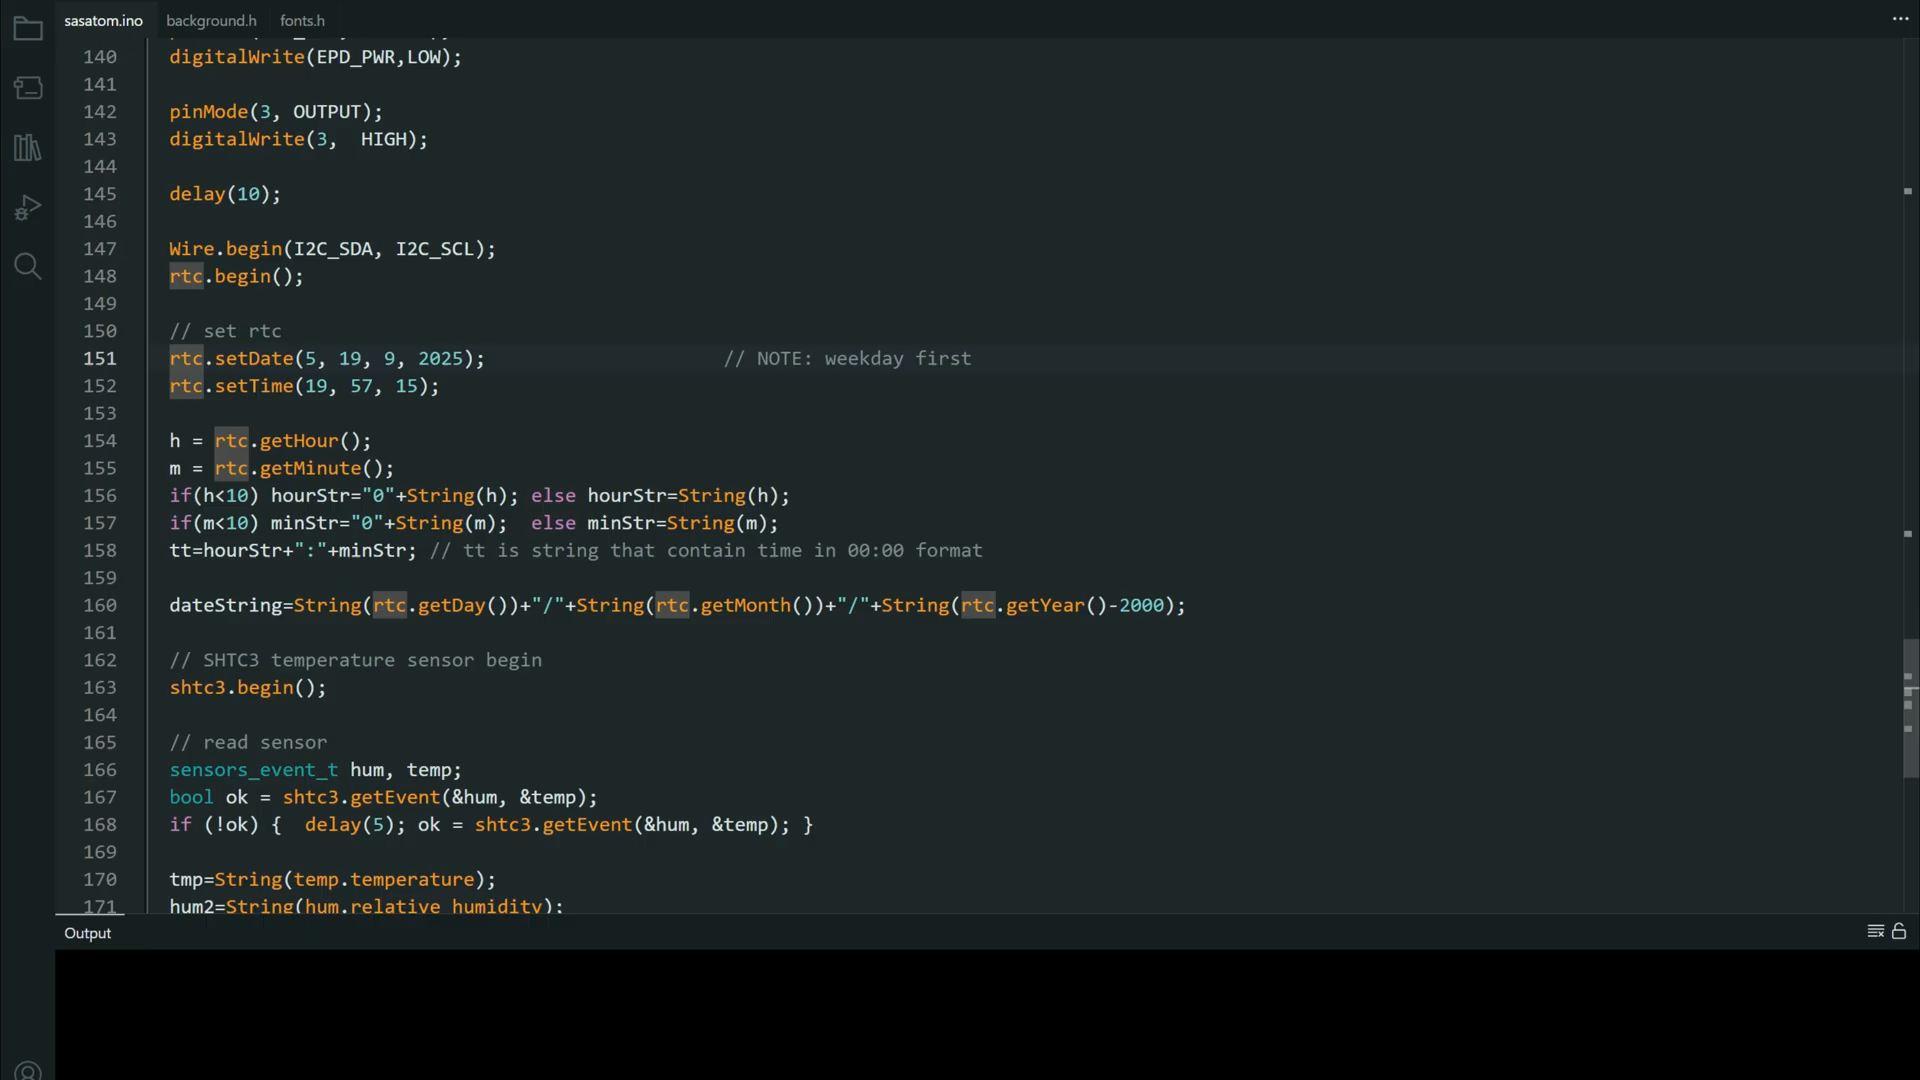 sasatom.ino background.h fonts.h
140 digitalWrite(EPD_PWR,LOW);
141
142 pinMode(3, OUTPUT);
143 digitalWrite(3,  HIGH);
144
145 delay(10);
146
147 Wire.begin(I2C_SDA, I2C_SCL);
148 rtc.begin();
149
150 // set rtc
151 rtc.setDate(5, 19, 9, 2025); // NOTE: weekday first
152 rtc.setTime(19, 57, 15);
153
154 h = rtc.getHour();
155 m = rtc.getMinute();
156 if(h<10) hourStr="0"+String(h); else hourStr=String(h);
157 if(m<10) minStr="0"+String(m);  else minStr=String(m);
158 tt=hourStr+":"+minStr; // tt is string that contain time in 00:00 format
159
160 dateString=String(rtc.getDay())+"/"+String(rtc.getMonth())+"/"+String(rtc.getYear()-2000);
161
162 // SHTC3 temperature sensor begin
163 shtc3.begin();
164
165 // read sensor
166 sensors_event_t hum, temp;
167 bool ok = shtc3.getEvent(&hum, &temp);
168 if (!ok) {  delay(5); ok = shtc3.getEvent(&hum, &temp); }
169
170 tmp=String(temp.temperature);
171 hum2=String(hum.relative_humidity);
Output